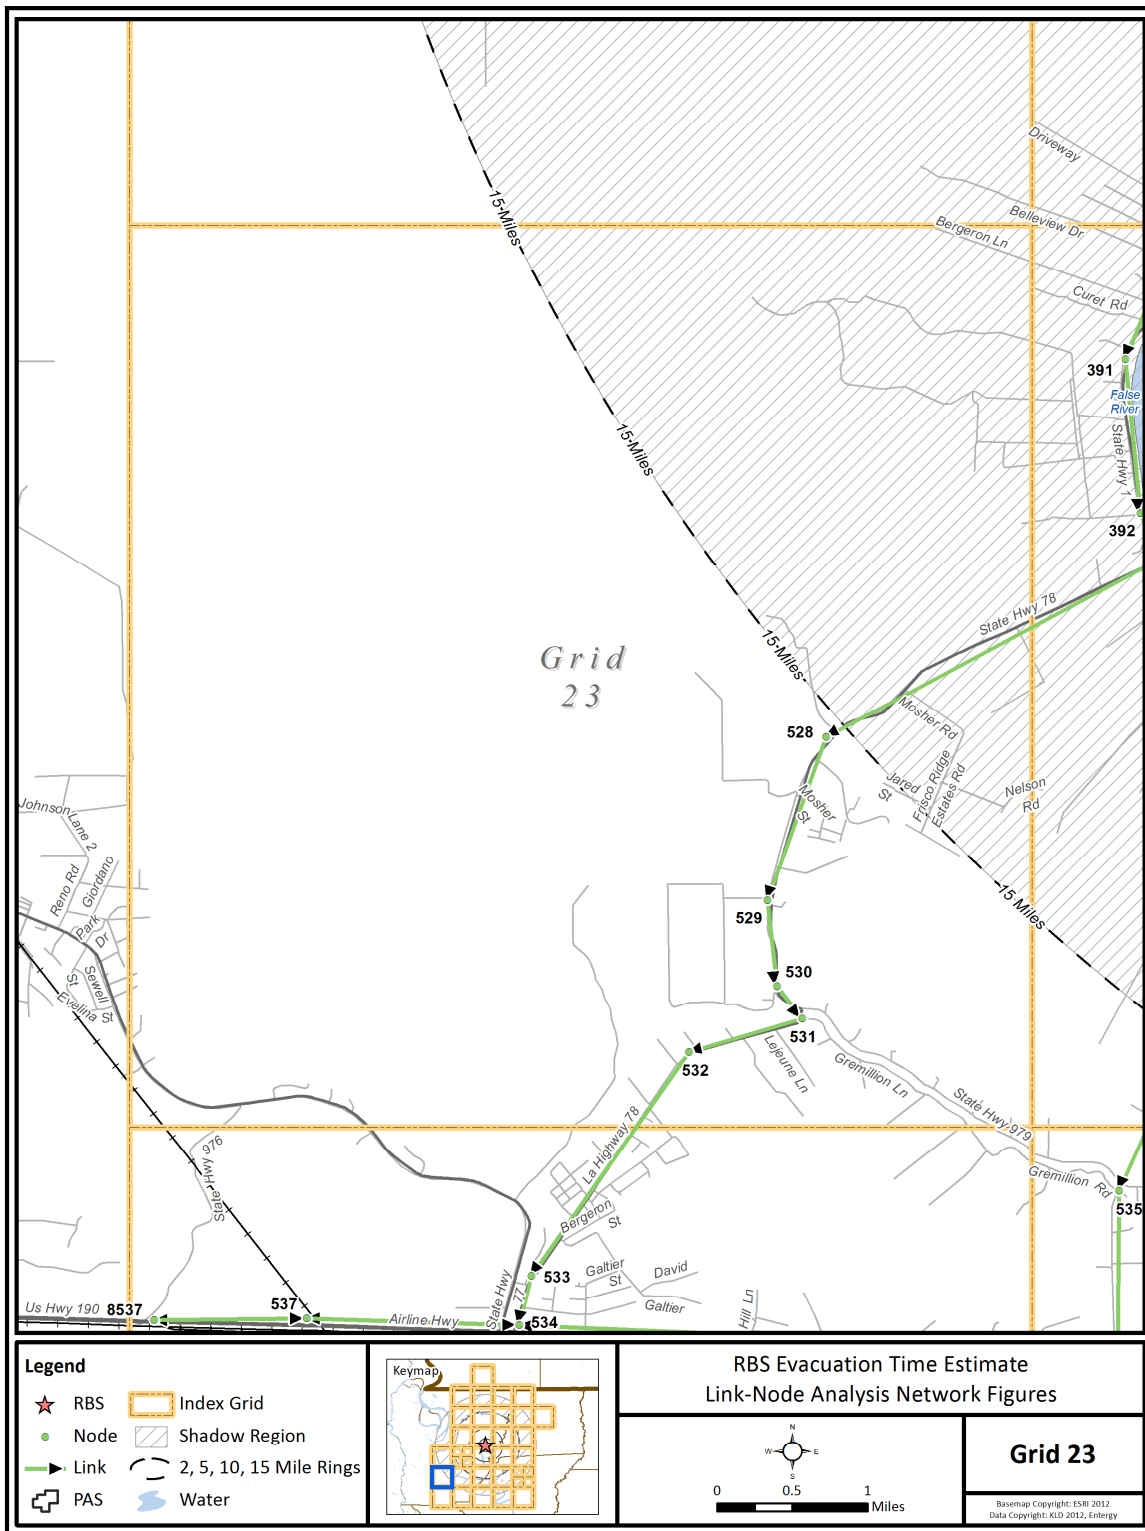 Driveway
15 Miles
Belleview Dr
Bergeron Ln
Curet Rd
391
False
River
State Hwy 1
15 Miles
392
State Hwy 78
Grid
23
15 Miles
Mosher Rd
528
Jared
St
Frisco Ridge
Estates Rd
Nelson
Rd
Mosher
St
Johnson
Lane 2
Reno Rd
Giordano
Park
Dr
15 Miles
529
Sewell
St
530
Evelina St
531
532
Lejeune Ln
Gremillion Ln
State Hwy 979
La Highway 78
State Hwy 976
Gremillion Rd
535
Bergeron
St
533
Galtier
St
David
Galtier
State Hwy
77
Hill Ln
Us Hwy 190
8537
537
Airline Hwy
534
Legend
RBS
Index Grid
Node
Shadow Region
Link
2, 5, 10, 15 Mile Rings
PAS
Water
Keymap
RBS Evacuation Time Estimate
Link-Node Analysis Network Figures
N
W
E
S
0
0.5
1
Miles
Grid 23
Basemap Copyright: ESRI 2012
Data Copyright: KLD 2012, Entergy